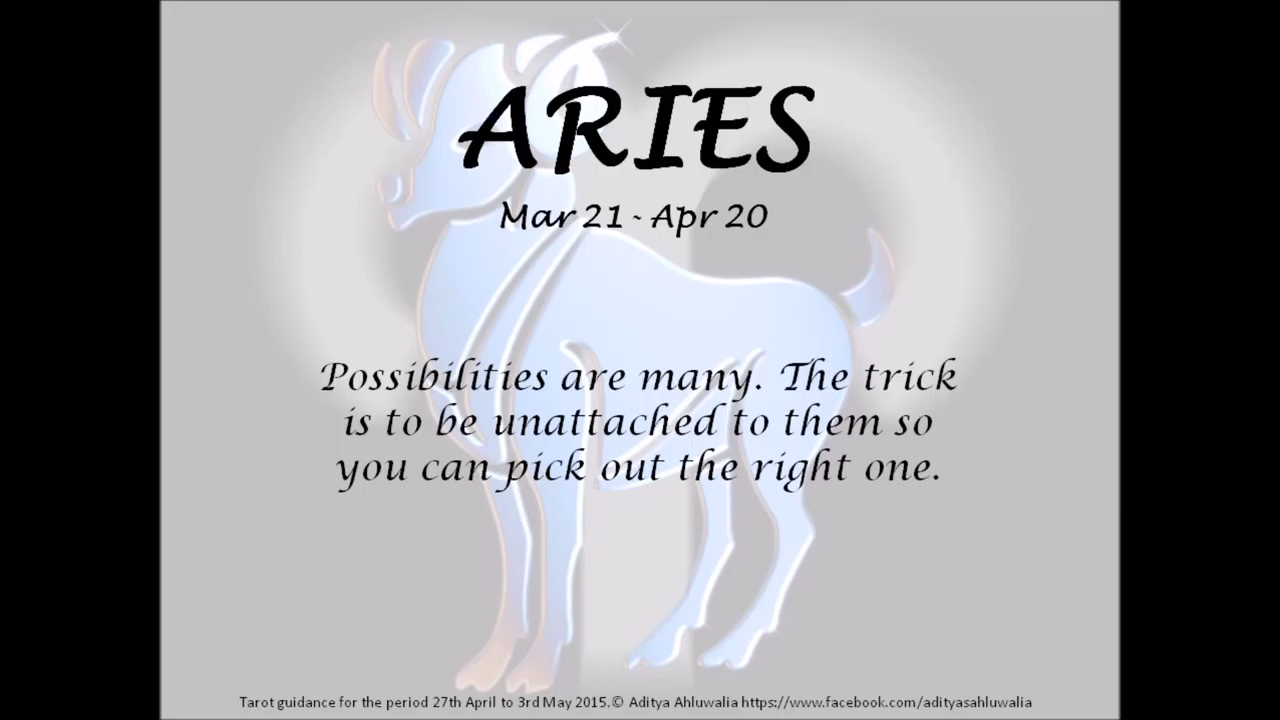 ARIES
Mar 21 - Apr 20
Possibilities are many. The trick
is to be unattached to them so
you can pick out the right one.
Tarot guidance for the period 27th April to 3rd May 2015.© Aditya Ahluwalia https://www.facebook.com/adityasahluwalia